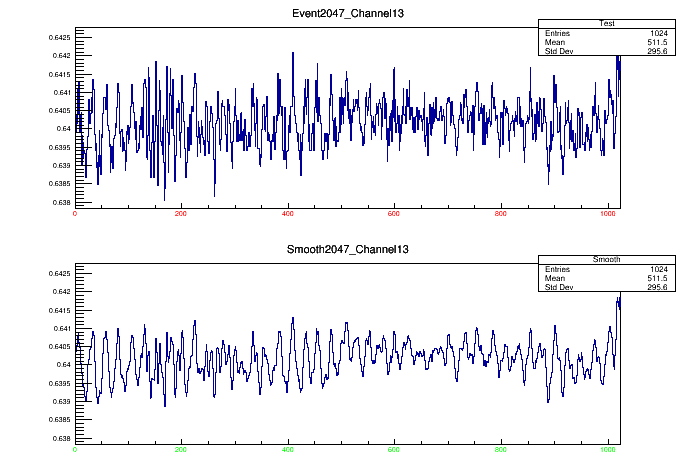 Event2047_Channel13
Test
Entries 1024
Mean 511.5
Std Dev 295.6
0.6425
0.642
0.6415
0.641
0.6405
0.64
0.6395
0.639
0.6385
0.638
0 200 400 600 800 1000
Smooth2047_Channel13
Smooth
Entries 1024
Mean 511.5
Std Dev 295.6
0.6425
0.642
0.6415
0.641
0.6405
0.64
0.6395
0.639
0.6385
0.638
0 200 400 600 800 1000